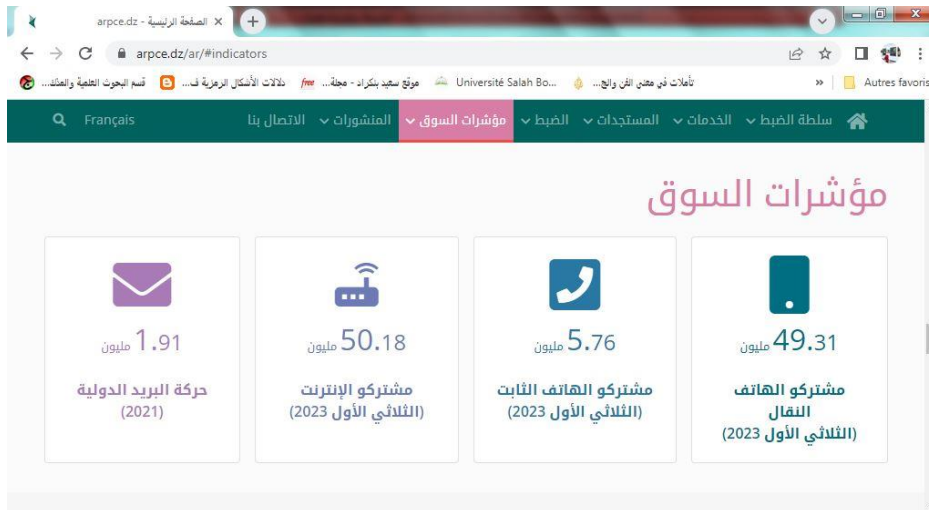 الصفحة الرئيسية - arpce.dz
arpce.dz/ar/#indicators
قسم البحوث العلمية والمك...
دلالات الأشكال الرمزية ف...
free موقع سعيد بنكراد - مجلة...
Université Salah Bo...
تأملات في معنى الفن والج...
»
Autres favoris
سلطة الضبط
الخدمات
المستجدات
الضبط
مؤشرات السوق
المنشورات
الاتصال بنا
Français
مؤشرات السوق
49.31 مليون
مشتركو الهاتف
النقال
(الثلاثي الأول 2023)
5.76 مليون
مشتركو الهاتف الثابت
(الثلاثي الأول 2023)
50.18 مليون
مشتركو الإنترنت
(الثلاثي الأول 2023)
1.91 مليون
حركة البريد الدولية
(2021)